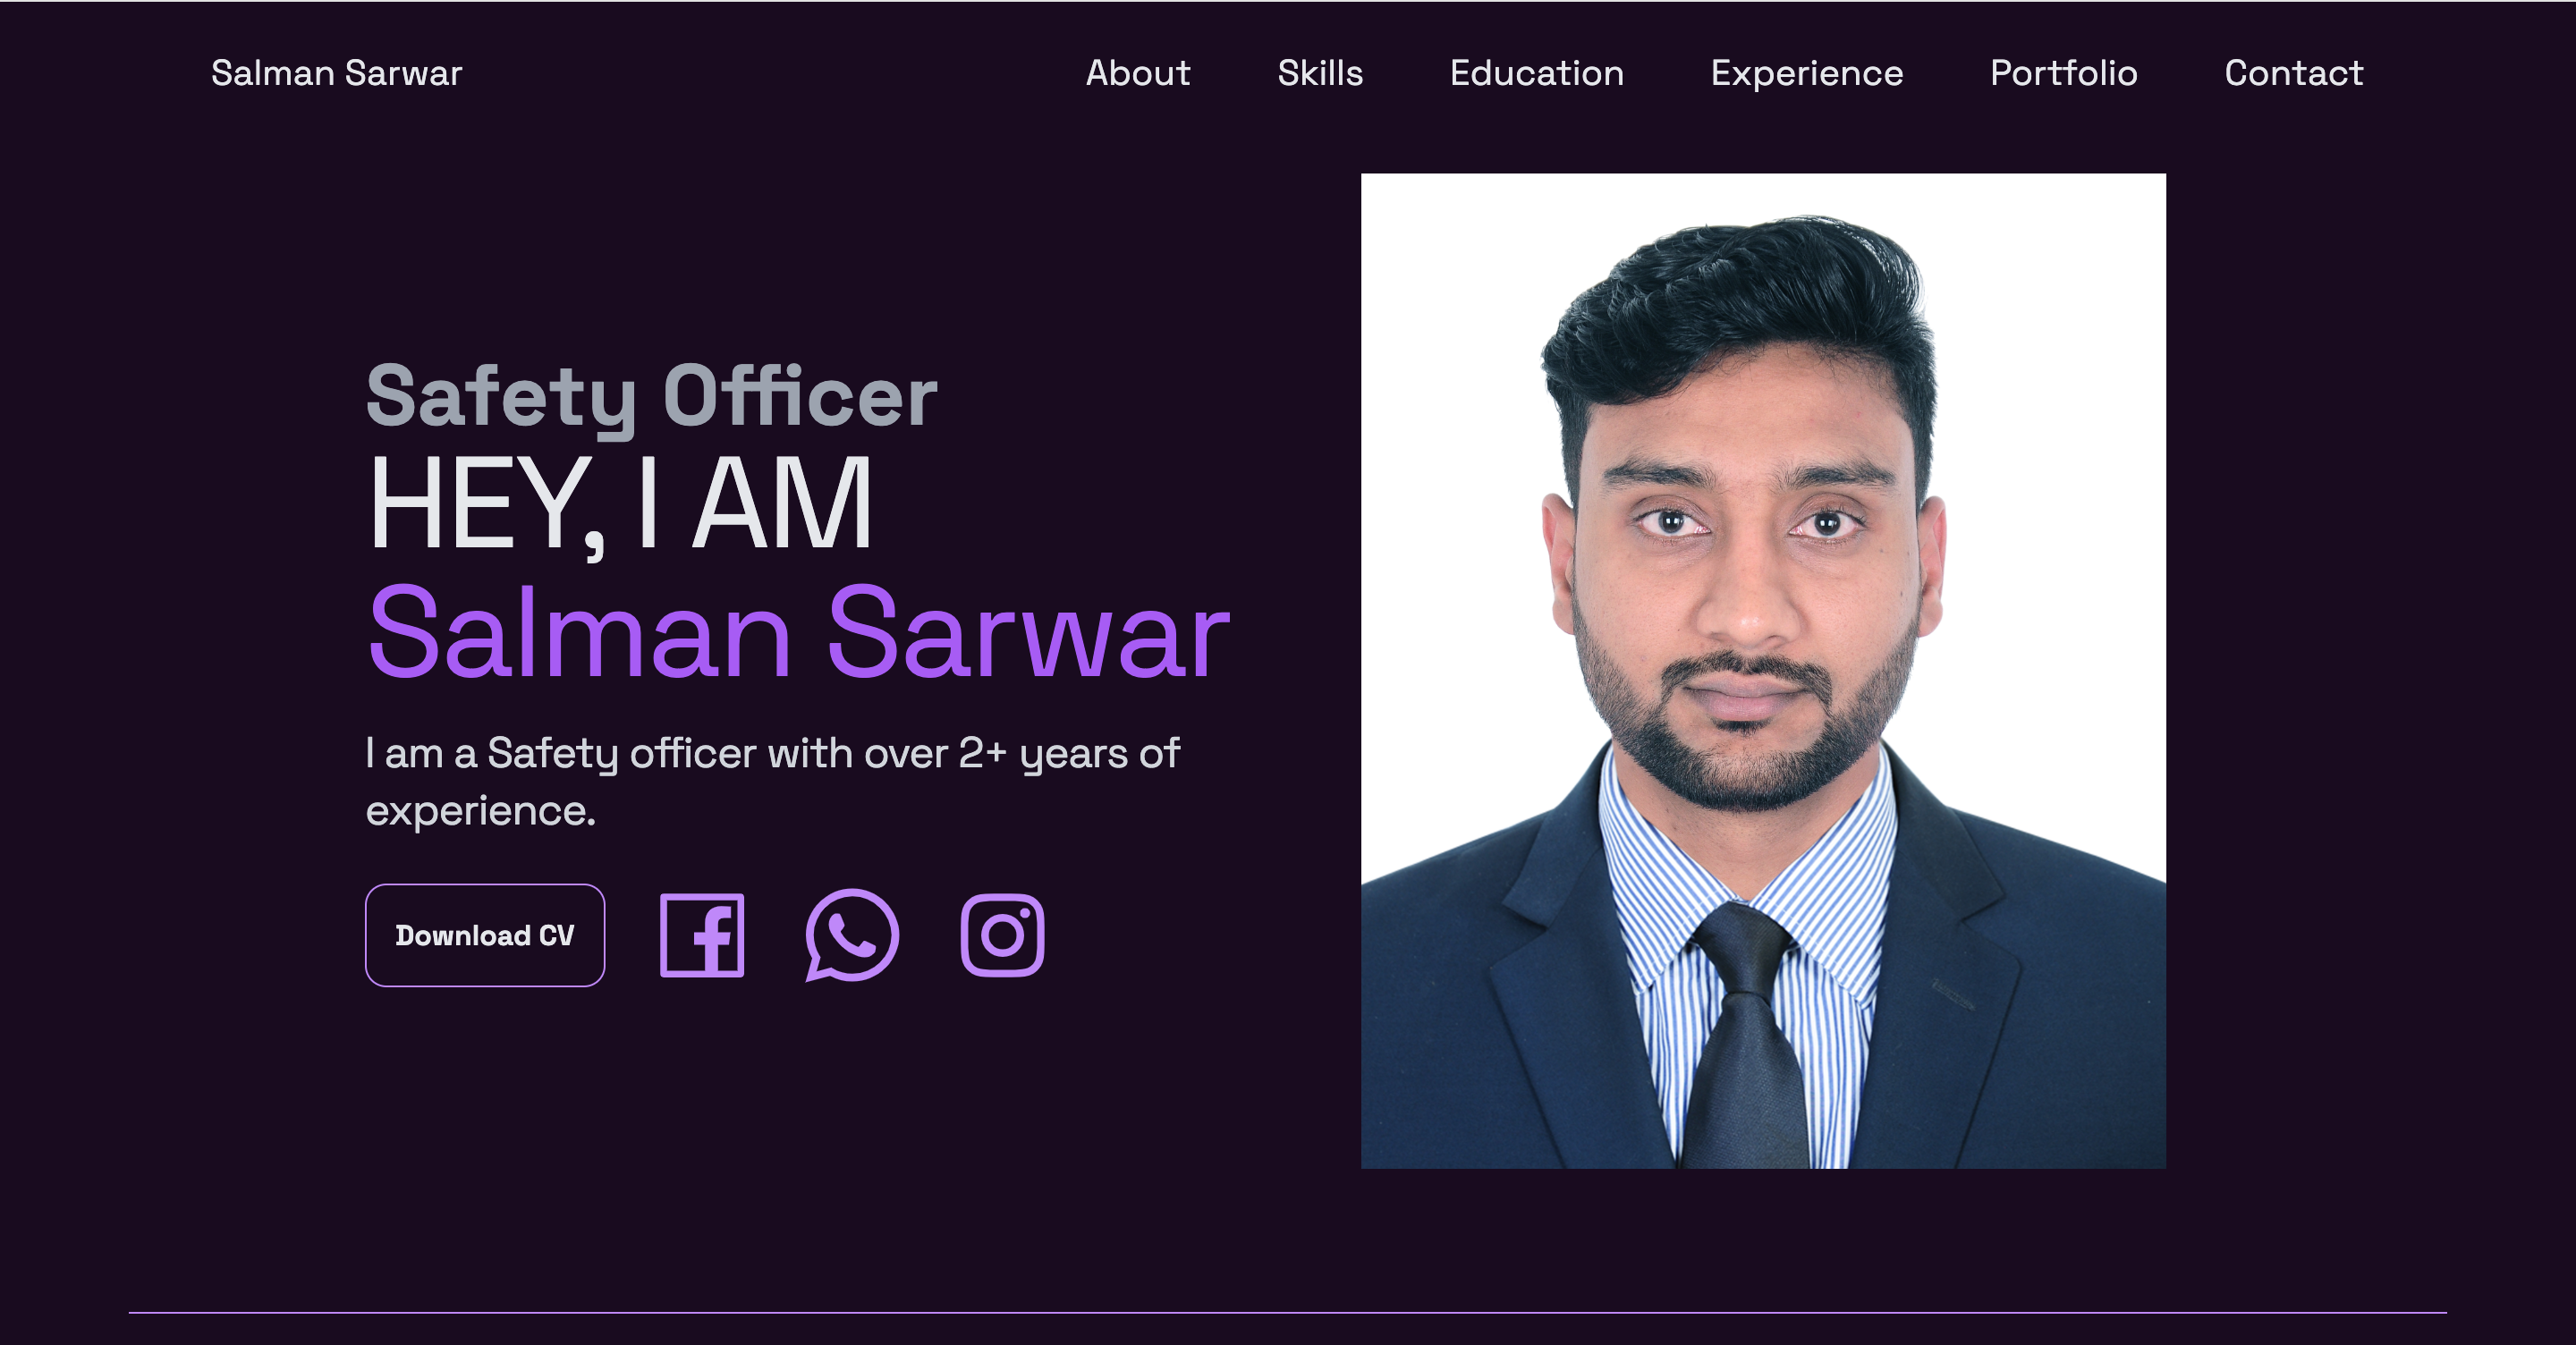 Salman Sarwar
About
Skills
Education
Experience
Portfolio
Contact
Safety Officer
HEY, I AM
Salman Sarwar
I am a Safety officer with over 2+ years of
experience.
Download CV